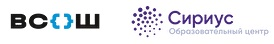 ВСОШ
Сириус
Образовательный центр